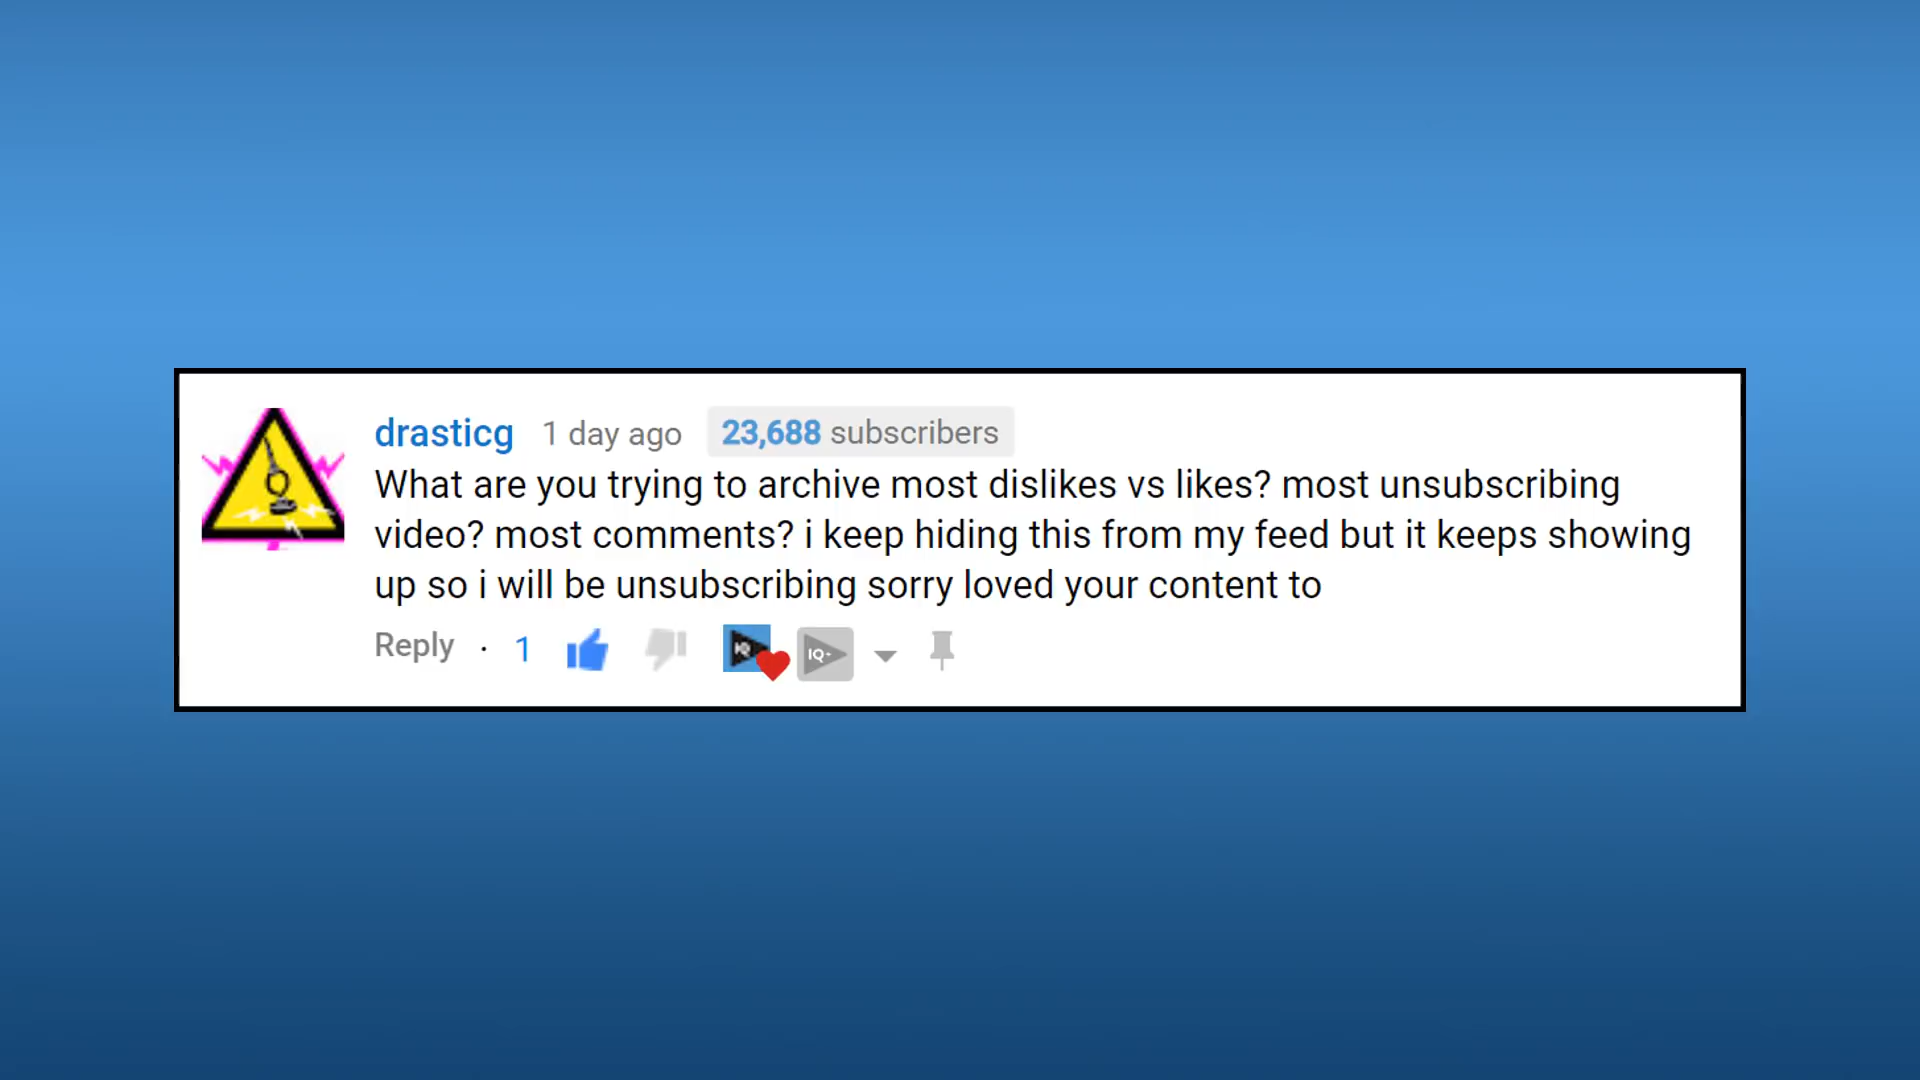 drasticg 1 day ago 23,688 subscribers
What are you trying to archive most dislikes vs likes? most unsubscribing
video? most comments? i keep hiding this from my feed but it keeps showing
up so i will be unsubscribing sorry loved your content to
Reply · 1 IQ IQ+